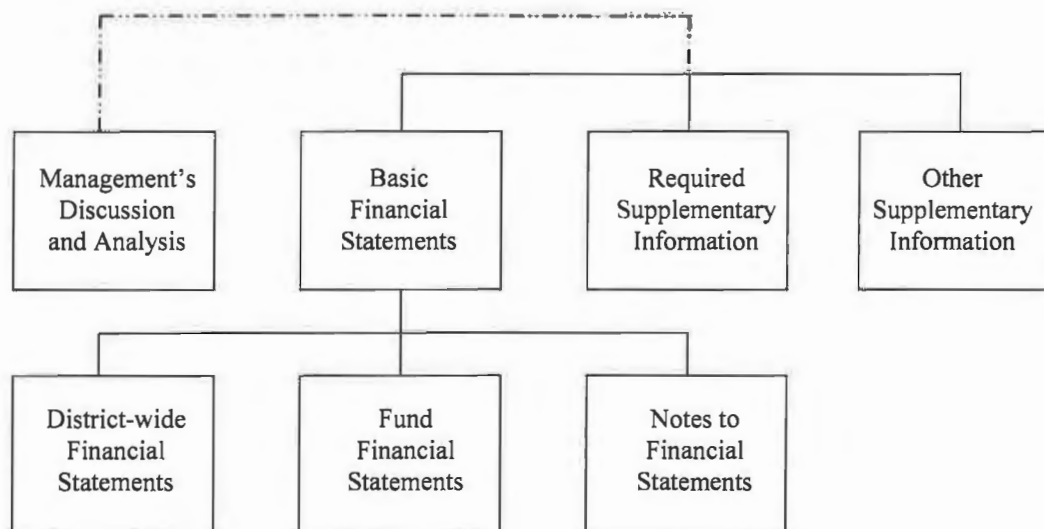 Management's
Discussion
and Analysis
Basic
Financial
Statements
Required
Supplementary
Information
Other
Supplementary
Information
District-wide
Financial
Statements
Fund
Financial
Statements
Notes to
Financial
Statements